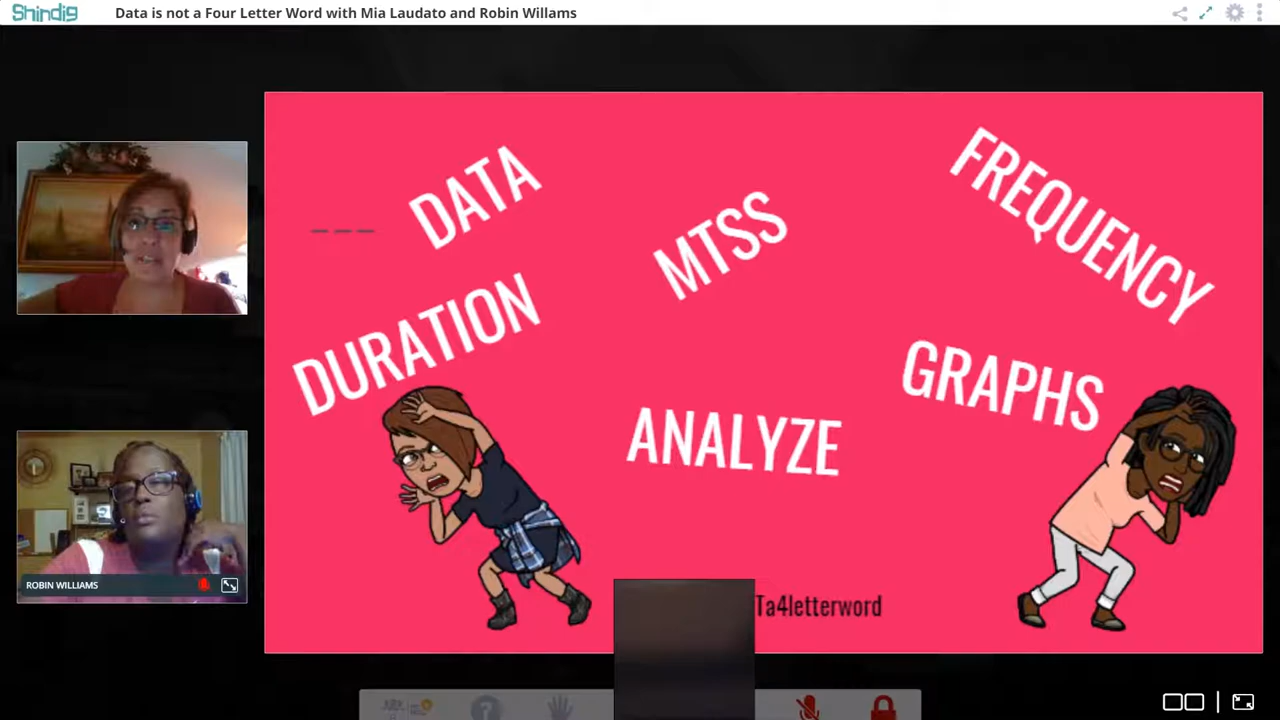 Shindig
Data is not a Four Letter Word with Mia Laudato and Robin Willams
DATA
MTSS
FREQUENCY
DURATION
GRAPHS
ANALYZE
Ta4letterword
ROBIN WILLIAMS